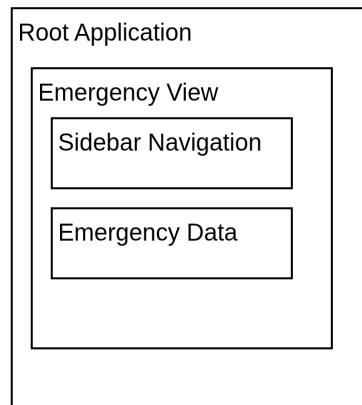 Root Application
Emergency View
Sidebar Navigation
Emergency Data